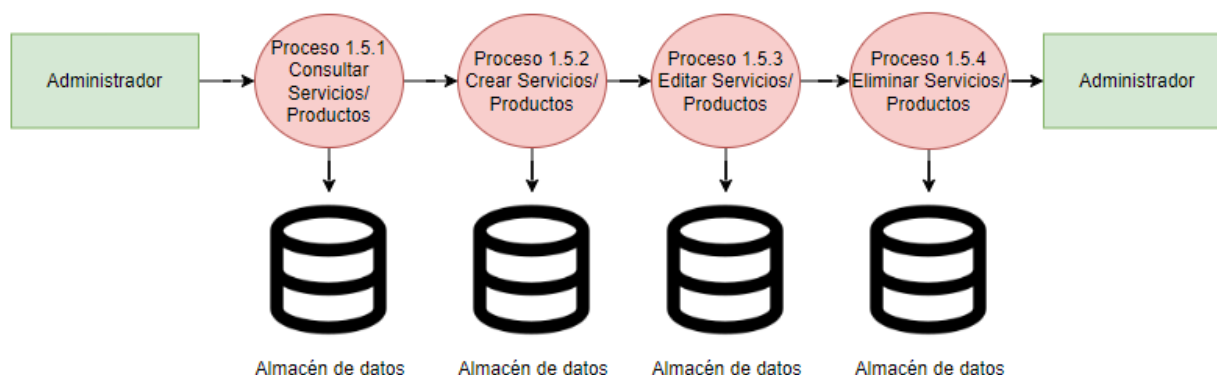 Administrador
Proceso 1.5.1
Consultar
Servicios/
Productos
Proceso 1.5.2
Crear Servicios/
Productos
Proceso 1.5.3
Editar Servicios/
Productos
Proceso 1.5.4
Eliminar Servicios/
Productos
Administrador
Almacén de datos
Almacén de datos
Almacén de datos
Almacén de datos